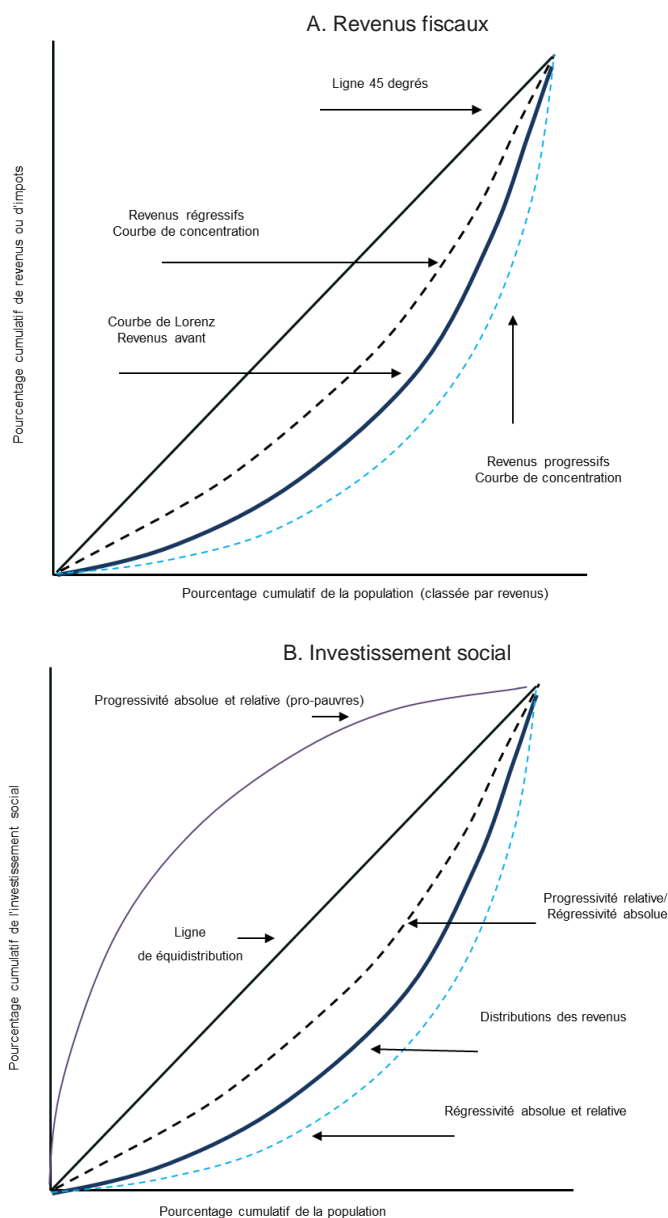 A. Revenus fiscaux
Ligne 45 degrés
Pourcentage cumulatif de revenus ou d'impots
Revenus régressifs
Courbe de concentration
Courbe de Lorenz
Revenus avant
Revenus progressifs
Courbe de concentration
Pourcentage cumulatif de la population (classée par revenus)
B. Investissement social
Progressivité absolue et relative (pro-pauvres)
Pourcentage cumulatif de l'investissement social
Progressivité relative/
Régressivité absolue
Ligne
de équidistribution
Distributions des revenus
Régressivité absolue et relative
Pourcentage cumulatif de la population